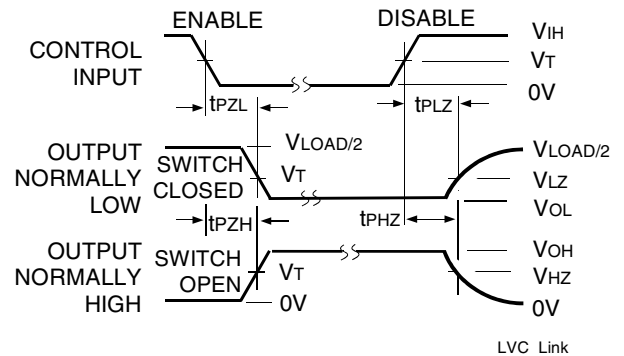 ENABLE DISABLE
CONTROL INPUT
VIH
VT
0V
tPZL tPLZ
OUTPUT NORMALLY LOW
SWITCH CLOSED
VLOAD/2
VT
VLOAD/2
VLZ
VOL
tPZH tPHZ
OUTPUT NORMALLY HIGH
SWITCH OPEN
VT
0V
VOH
VHZ
0V
LVC Link